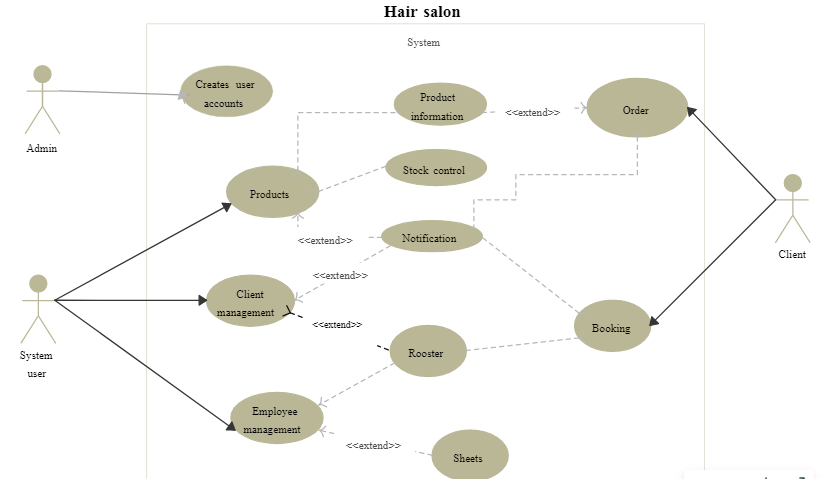 Hair salon
System
Creates user
accounts
Product
information
<<extend>>
Order
Admin
Stock control
Products
Notification
<<extend>>
Client
<<extend>>
Client
management
<<extend>>
Booking
System
user
Rooster
Employee
management
<<extend>>
Sheets